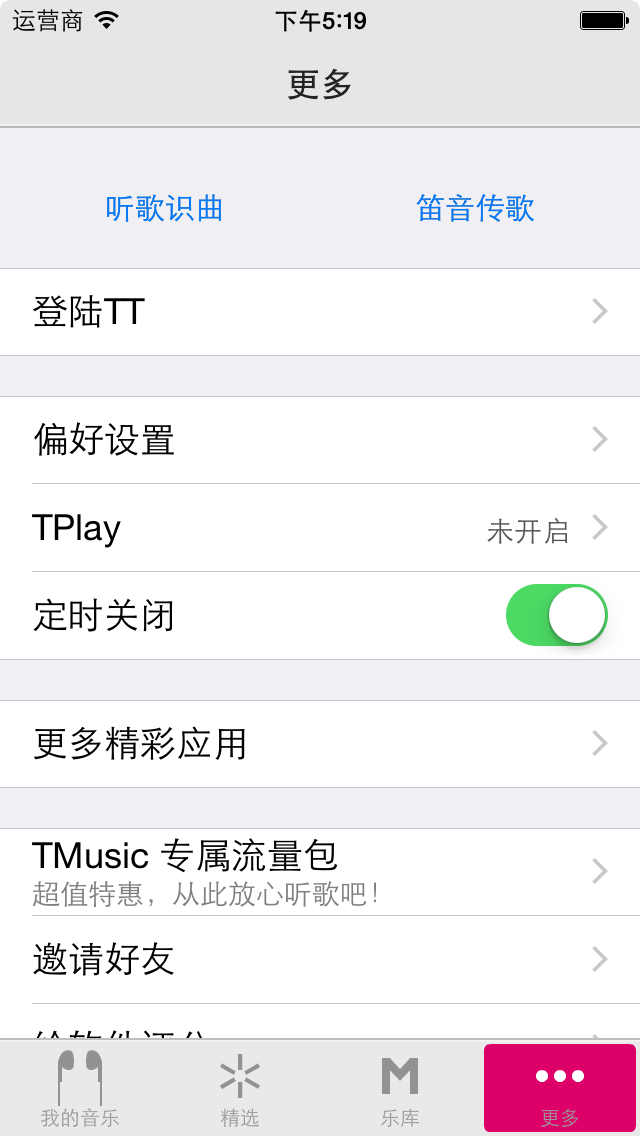 运营商 下午5:19
更多
听歌识曲 笛音传歌
登陆TT
偏好设置
TPlay 未开启
定时关闭
更多精彩应用
TMusic 专属流量包
超值特惠，从此放心听歌吧！
邀请好友
我的音乐 精选 乐库 更多